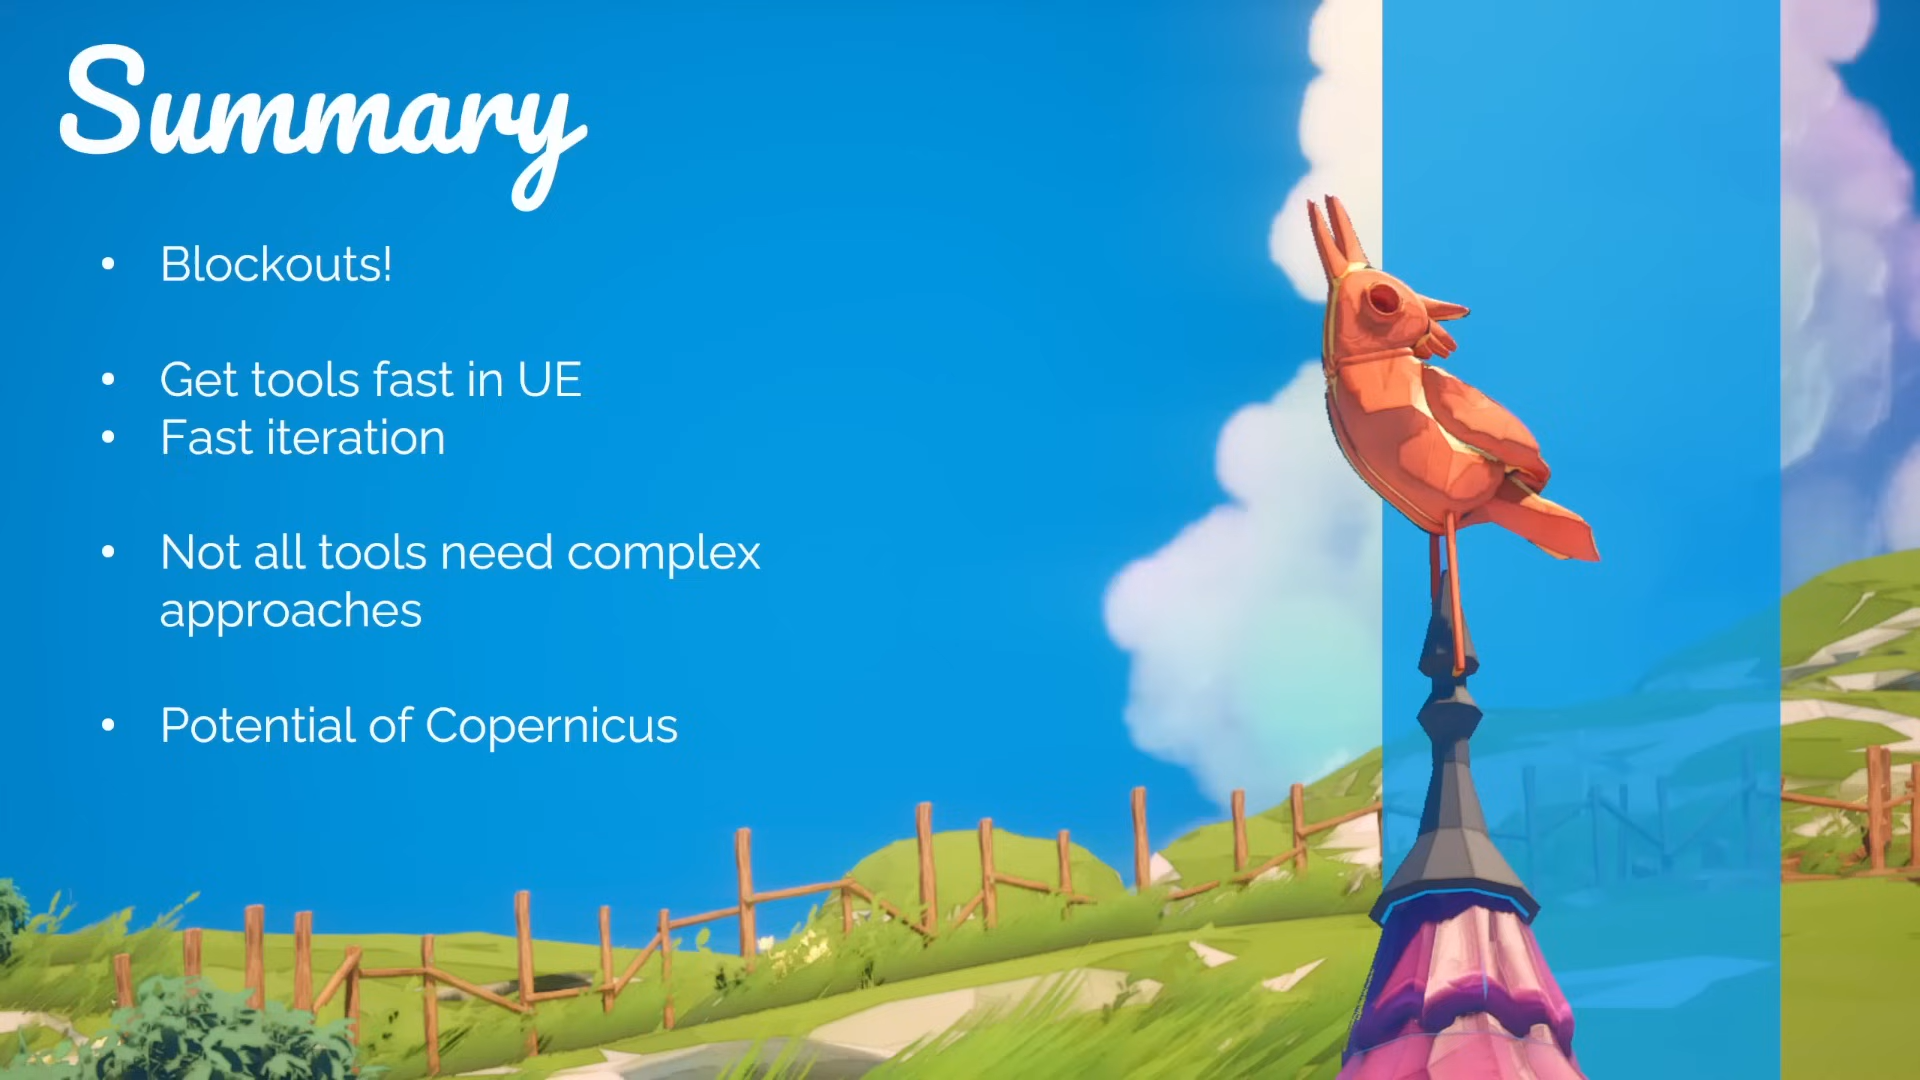 Summary
• Blockouts!
• Get tools fast in UE
• Fast iteration
• Not all tools need complex
approaches
• Potential of Copernicus